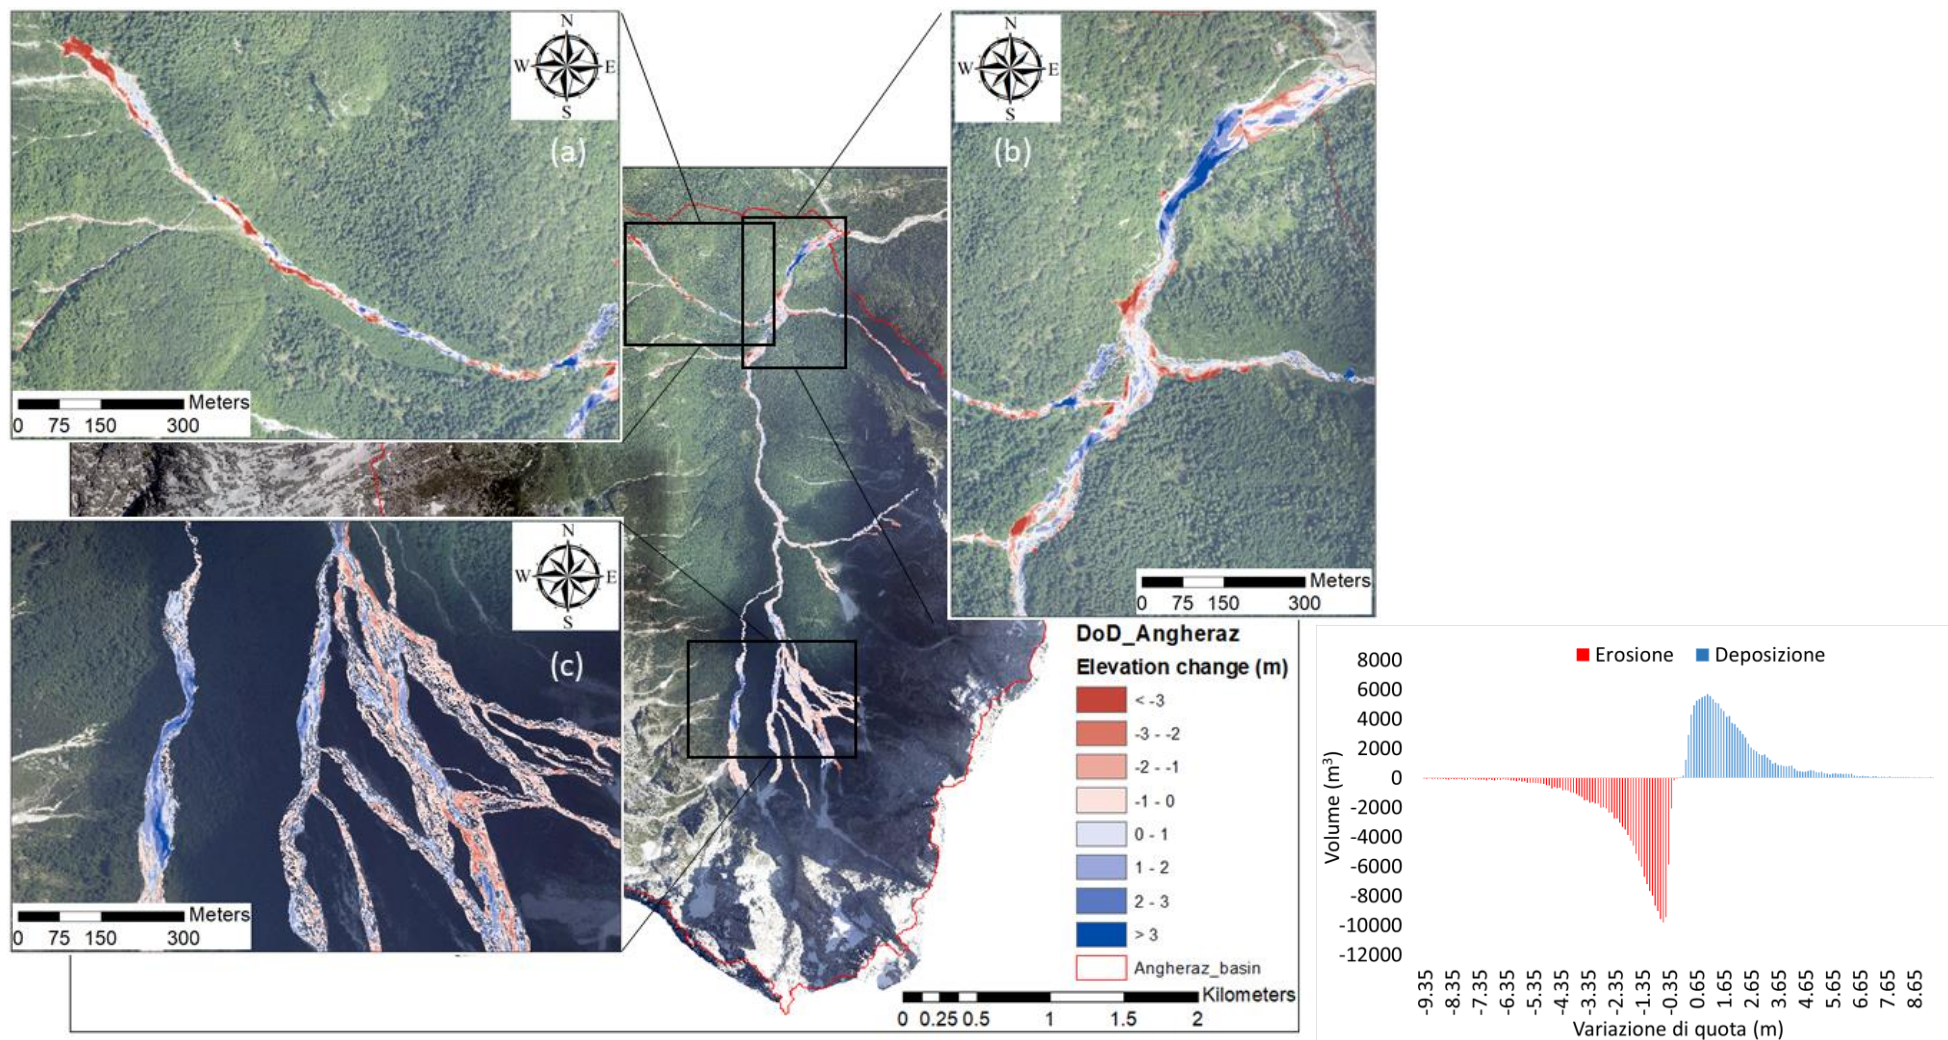 N
W E
S
(a)
Meters
0 75 150 300
N
W E
S
(b)
Meters
0 75 150 300
N
W E
S
(c)
Meters
0 75 150 300
DoD_Angheraz
Elevation change (m)
< -3
-3 - -2
-2 - -1
-1 - 0
0 - 1
1 - 2
2 - 3
> 3
Angheraz_basin
Kilometers
0 0.25 0.5 1 1.5 2
Erosione Deposizione
8000
6000
4000
2000
0
-2000
-4000
-6000
-8000
-10000
-12000
Volume (m³)
-9.35 -8.35 -7.35 -6.35 -5.35 -4.35 -3.35 -2.35 -1.35 -0.35 0.65 1.65 2.65 3.65 4.65 5.65 6.65 7.65 8.65
Variazione di quota (m)